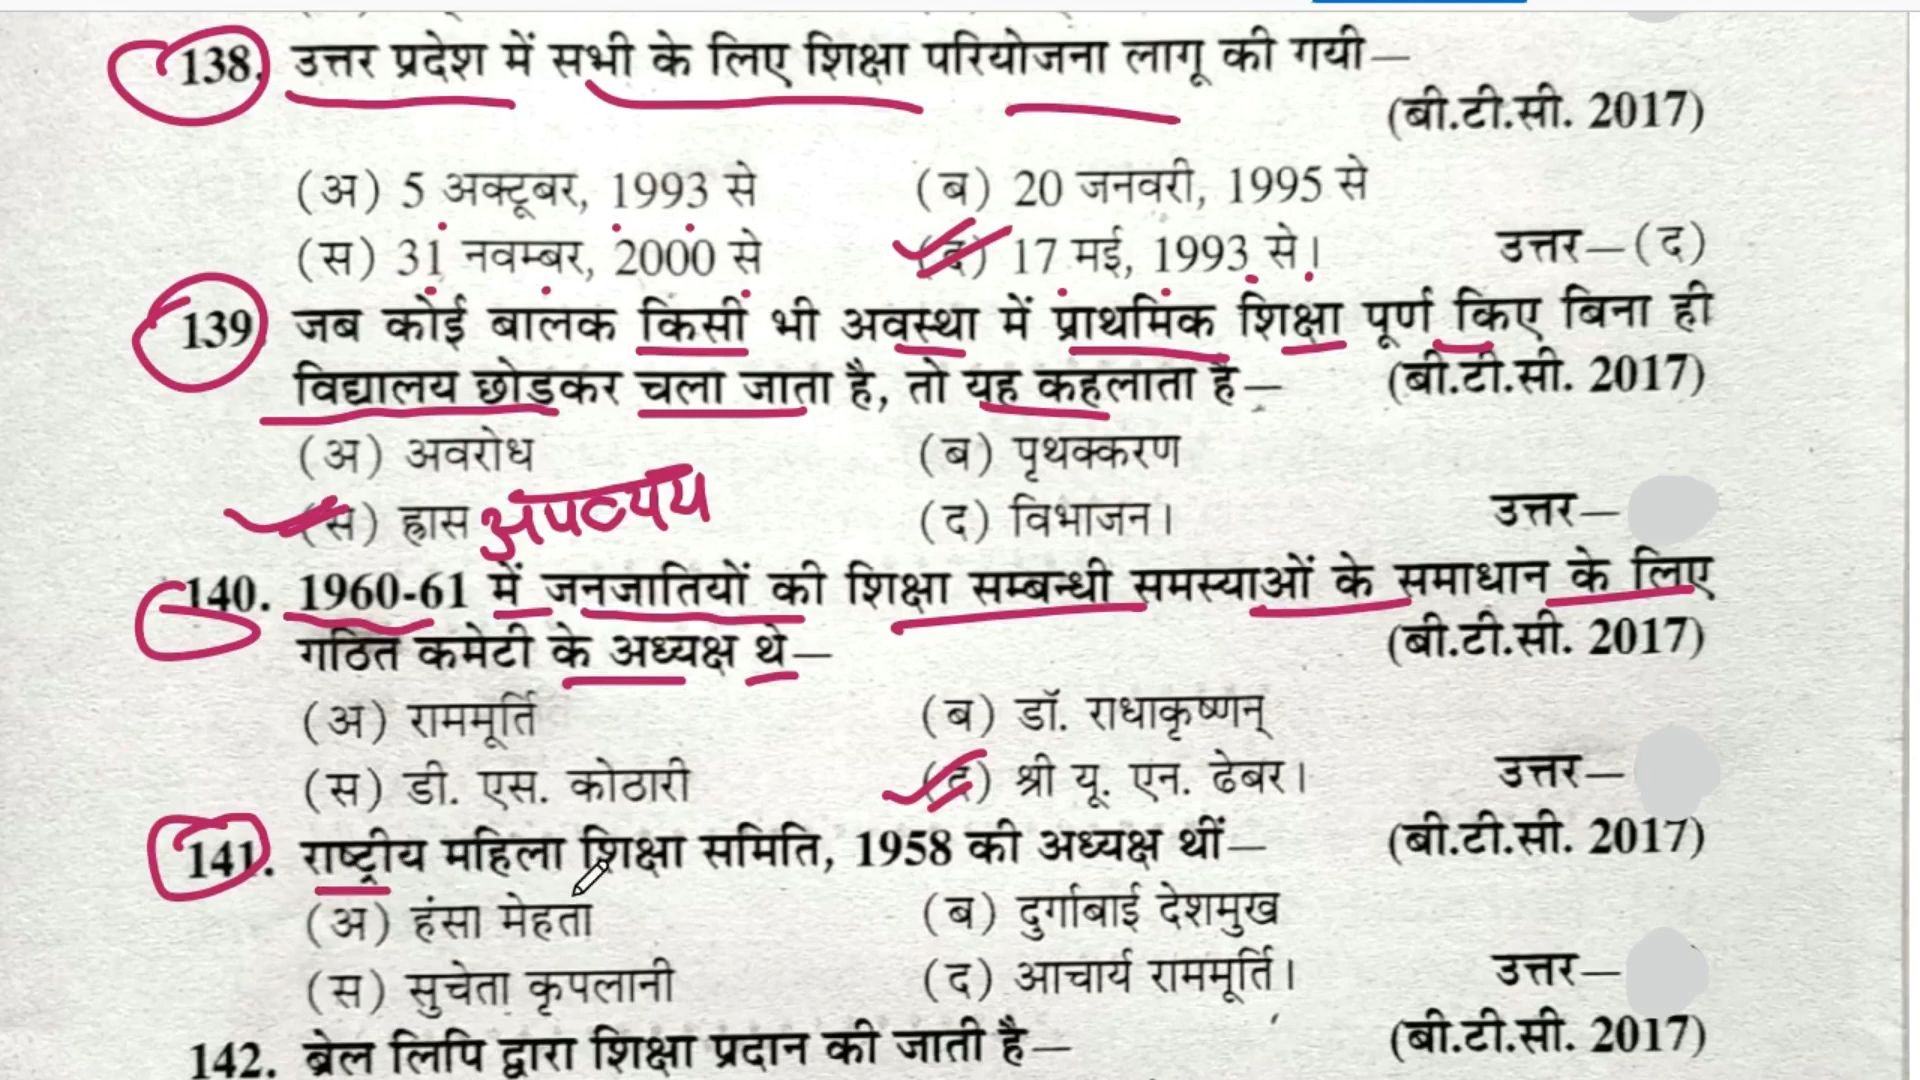 138. उत्तर प्रदेश में सभी के लिए शिक्षा परियोजना लागू की गयी—
(बी.टी.सी. 2017)
(अ) 5 अक्टूबर, 1993 से (ब) 20 जनवरी, 1995 से
(स) 31 नवम्बर, 2000 से (द) 17 मई, 1993 से। उत्तर—(द)
139. जब कोई बालक किसी भी अवस्था में प्राथमिक शिक्षा पूर्ण किए बिना ही
विद्यालय छोड़कर चला जाता है, तो यह कहलाता है— (बी.टी.सी. 2017)
(अ) अवरोध (ब) पृथक्करण
(स) ह्रास अपव्यय (द) विभाजन। उत्तर—
140. 1960-61 में जनजातियों की शिक्षा सम्बन्धी समस्याओं के समाधान के लिए
गठित कमेटी के अध्यक्ष थे— (बी.टी.सी. 2017)
(अ) राममूर्ति (ब) डॉ. राधाकृष्णन्
(स) डी. एस. कोठारी (द) श्री यू. एन. ढेबर। उत्तर—
141. राष्ट्रीय महिला शिक्षा समिति, 1958 की अध्यक्ष थीं— (बी.टी.सी. 2017)
(अ) हंसा मेहता (ब) दुर्गाबाई देशमुख
(स) सुचेता कृपलानी (द) आचार्य राममूर्ति। उत्तर—
142. ब्रेल लिपि द्वारा शिक्षा प्रदान की जाती है— (बी.टी.सी. 2017)